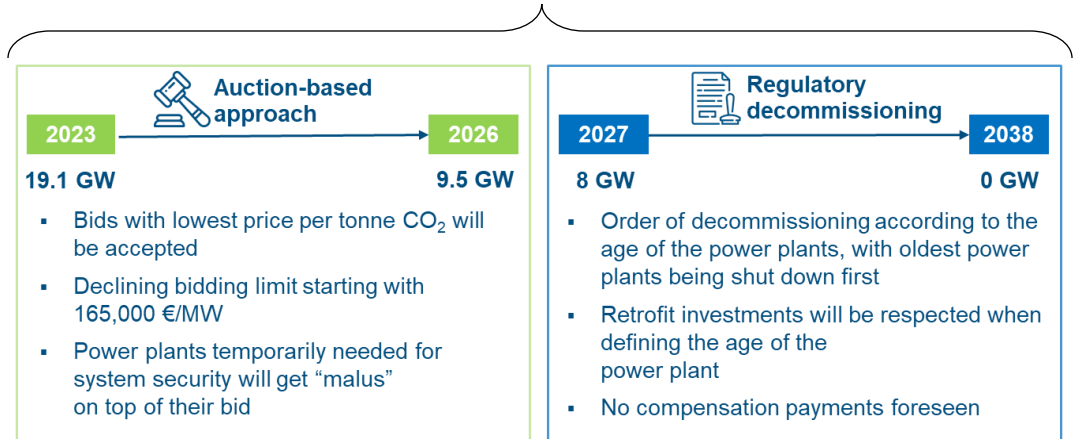 Auction-based
approach
2023
2026
19.1 GW
9.5 GW
▪ Bids with lowest price per tonne CO₂ will
be accepted
▪ Declining bidding limit starting with
165,000 €/MW
▪ Power plants temporarily needed for
system security will get “malus”
on top of their bid
Regulatory
decommissioning
2027
2038
8 GW
0 GW
▪ Order of decommissioning according to the
age of the power plants, with oldest power
plants being shut down first
▪ Retrofit investments will be respected when
defining the age of the
power plant
▪ No compensation payments foreseen